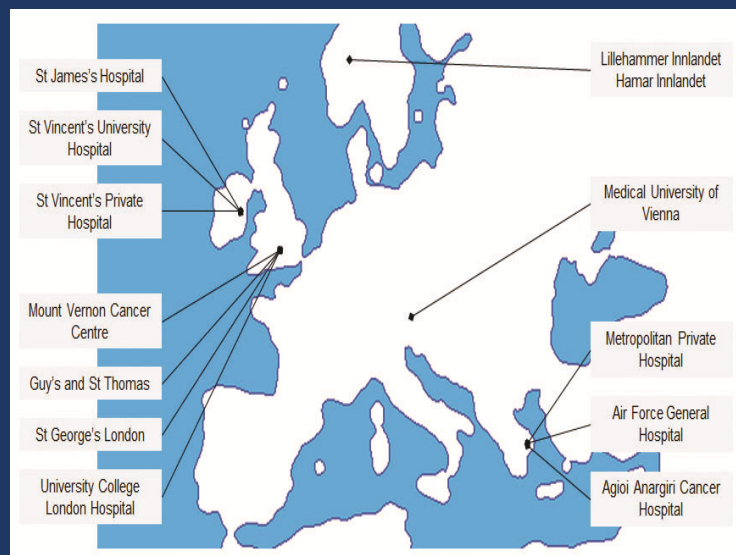 St James's Hospital
St Vincent's University
Hospital
St Vincent's Private
Hospital
Mount Vernon Cancer
Centre
Guy's and St Thomas
St George's London
University College
London Hospital
Lillehammer Innlandet
Hamar Innlandet
Medical University of
Vienna
Metropolitan Private
Hospital
Air Force General
Hospital
Agioi Anargiri Cancer
Hospital